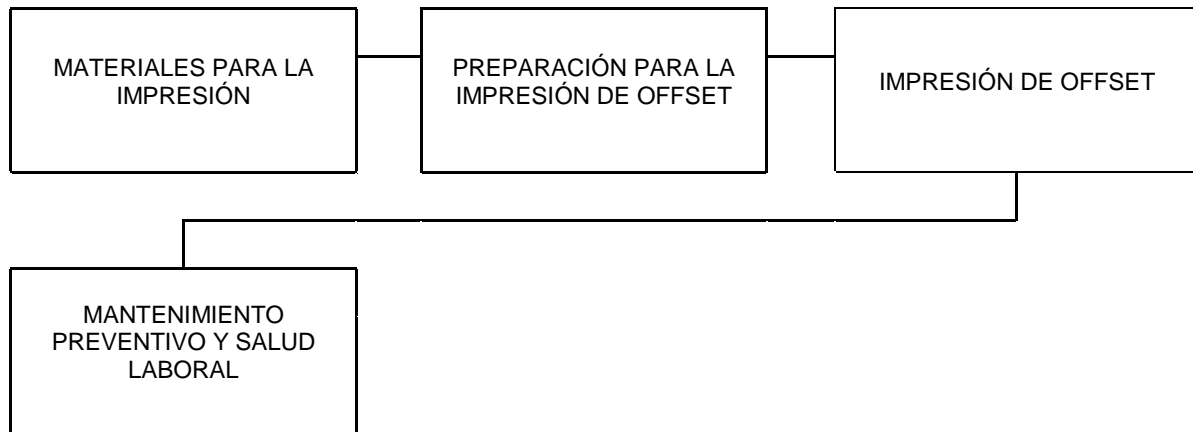 MATERIALES PARA LA
IMPRESIÓN
PREPARACIÓN PARA LA
IMPRESIÓN DE OFFSET
IMPRESIÓN DE OFFSET
MANTENIMIENTO
PREVENTIVO Y SALUD
LABORAL